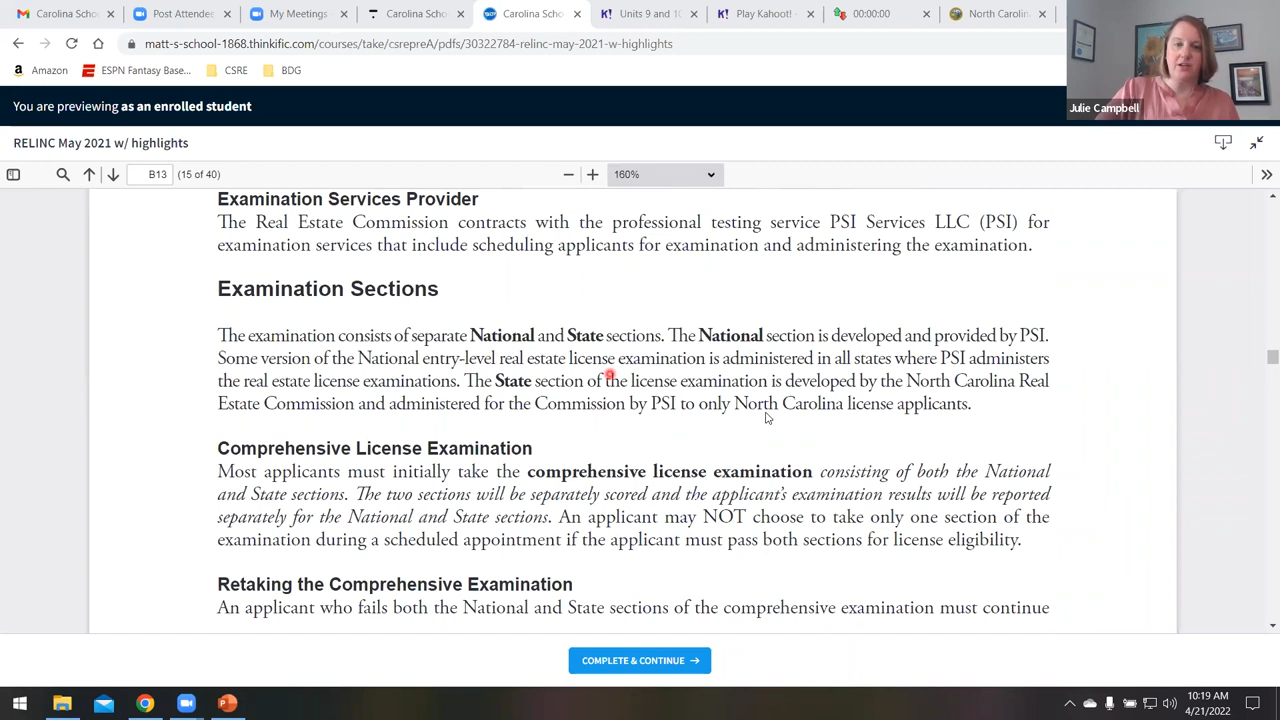 Carolina Scho
Post Attendee
My Meetings
Carolina Scho
Carolina Scho
Units 9 and 10
Play Kahoot! -
00:00:00
North Carolin
matt-s-school-1868.thinkific.com/courses/take/csrepreA/pdfs/30322784-relinc-may-2021-w-highlights
Amazon
ESPN Fantasy Base...
CSRE
BDG
Julie Campbell
You are previewing as an enrolled student
RELINC May 2021 w/ highlights
B13 (15 of 40)
160%
Examination Services Provider
The Real Estate Commission contracts with the professional testing service PSI Services LLC (PSI) for
examination services that include scheduling applicants for examination and administering the examination.
Examination Sections
The examination consists of separate National and State sections. The National section is developed and provided by PSI.
Some version of the National entry-level real estate license examination is administered in all states where PSI administers
the real estate license examinations. The State section of the license examination is developed by the North Carolina Real
Estate Commission and administered for the Commission by PSI to only North Carolina license applicants.
Comprehensive License Examination
Most applicants must initially take the comprehensive license examination consisting of both the National
and State sections. The two sections will be separately scored and the applicant's examination results will be reported
separately for the National and State sections. An applicant may NOT choose to take only one section of the
examination during a scheduled appointment if the applicant must pass both sections for license eligibility.
Retaking the Comprehensive Examination
An applicant who fails both the National and State sections of the comprehensive examination must continue
COMPLETE & CONTINUE →
10:19 AM
4/21/2022